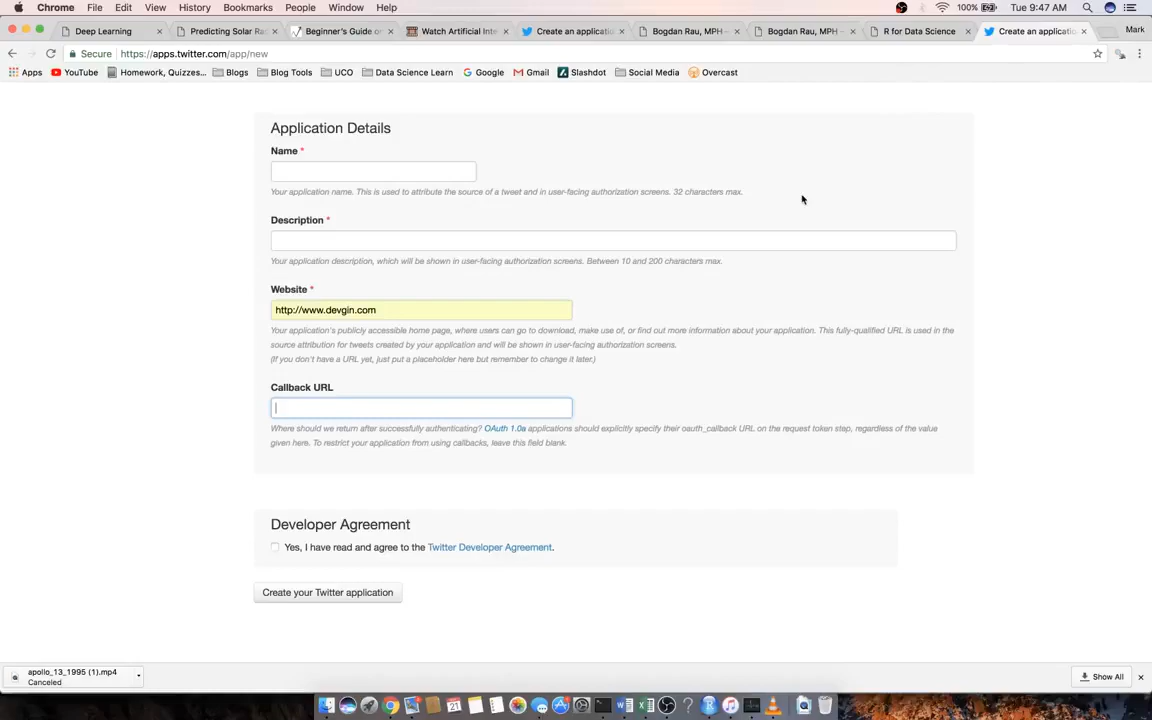 Chrome File Edit View History Bookmarks People Window Help 100% Tue 9:47 AM
Deep Learning Predicting Solar Ra Beginner's Guide o Watch Artificial Inte Create an applicatio Bogdan Rau, MPH – Bogdan Rau, MPH – R for Data Science Create an applicatio Mark
Secure https://apps.twitter.com/app/new
Apps YouTube Homework, Quizzes... Blogs Blog Tools UCO Data Science Learn Google Gmail Slashdot Social Media Overcast
Application Details
Name *
Your application name. This is used to attribute the source of a tweet and in user-facing authorization screens. 32 characters max.
Description *
Your application description, which will be shown in user-facing authorization screens. Between 10 and 200 characters max.
Website *
http://www.devgin.com
Your application's publicly accessible home page, where users can go to download, make use of, or find out more information about your application. This fully-qualified URL is used in the
source attribution for tweets created by your application and will be shown in user-facing authorization screens.
(If you don't have a URL yet, just put a placeholder here but remember to change it later.)
Callback URL
Where should we return after successfully authenticating? OAuth 1.0a applications should explicitly specify their oauth_callback URL on the request token step, regardless of the value
given here. To restrict your application from using callbacks, leave this field blank.
Developer Agreement
Yes, I have read and agree to the Twitter Developer Agreement.
Create your Twitter application
apollo_13_1995 (1).mp4
Canceled
Show All